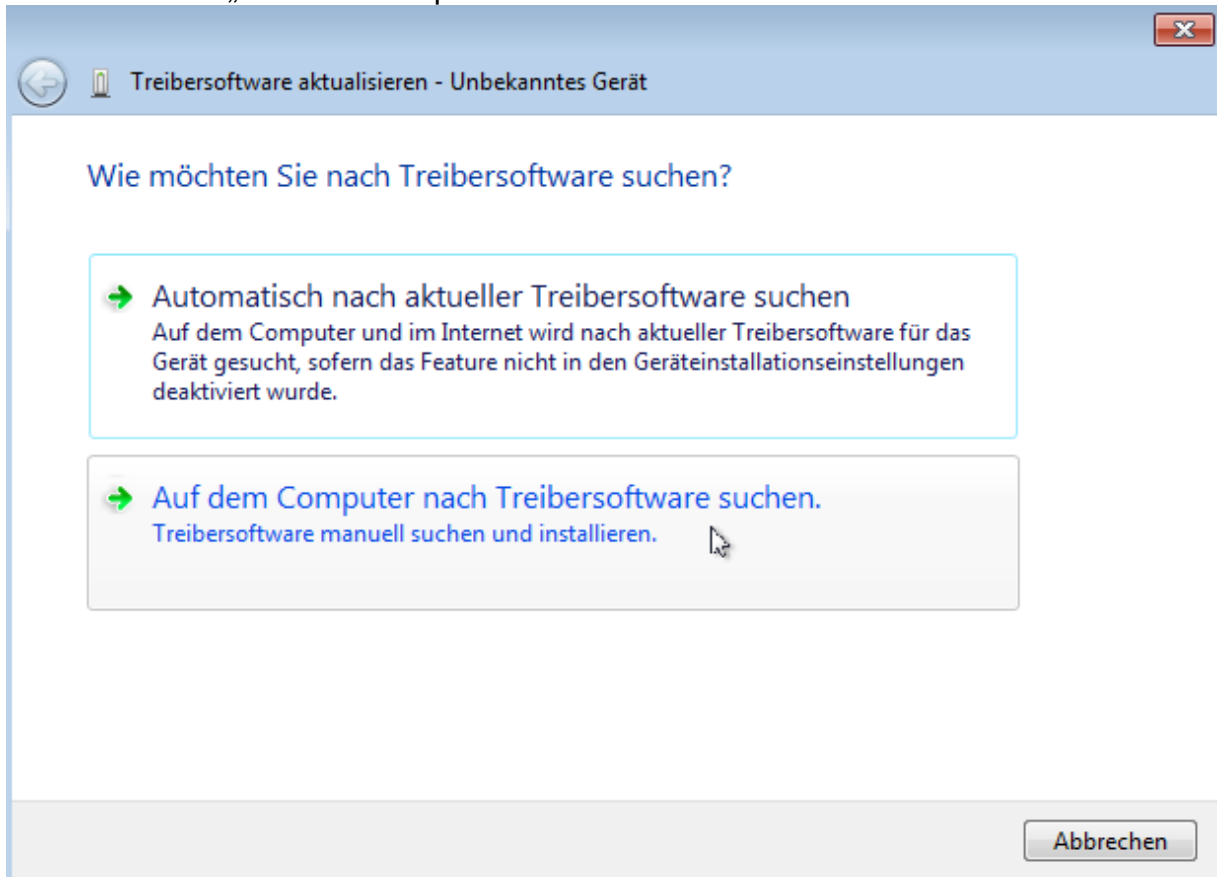 Treibersoftware aktualisieren - Unbekanntes Gerät
Wie möchten Sie nach Treibersoftware suchen?
Automatisch nach aktueller Treibersoftware suchen
Auf dem Computer und im Internet wird nach aktueller Treibersoftware für das
Gerät gesucht, sofern das Feature nicht in den Geräteinstallationseinstellungen
deaktiviert wurde.
Auf dem Computer nach Treibersoftware suchen.
Treibersoftware manuell suchen und installieren.
Abbrechen